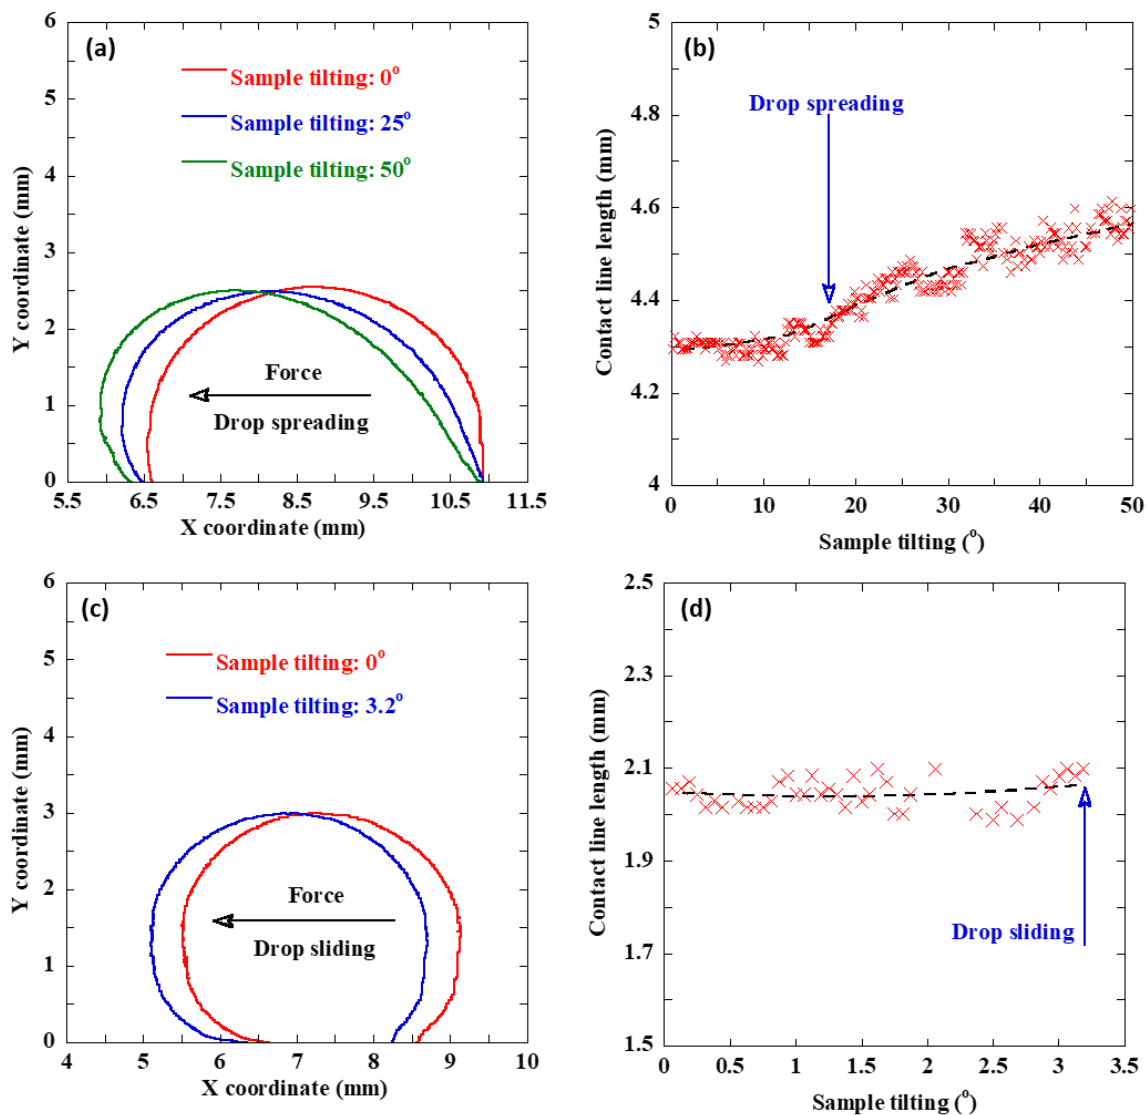 (a)
Sample tilting: 0°
Sample tilting: 25°
Sample tilting: 50°
Force
Drop spreading
Y coordinate (mm)
6
5
4
3
2
1
0
5.5 6.5 7.5 8.5 9.5 10.5 11.5
X coordinate (mm)
(b)
Drop spreading
Contact line length (mm)
5
4.8
4.6
4.4
4.2
4
0 10 20 30 40 50
Sample tilting (°)
(c)
Sample tilting: 0°
Sample tilting: 3.2°
Force
Drop sliding
Y coordinate (mm)
6
5
4
3
2
1
0
4 5 6 7 8 9 10
X coordinate (mm)
(d)
Drop sliding
Contact line length (mm)
2.5
2.3
2.1
1.9
1.7
1.5
0 0.5 1 1.5 2 2.5 3 3.5
Sample tilting (°)